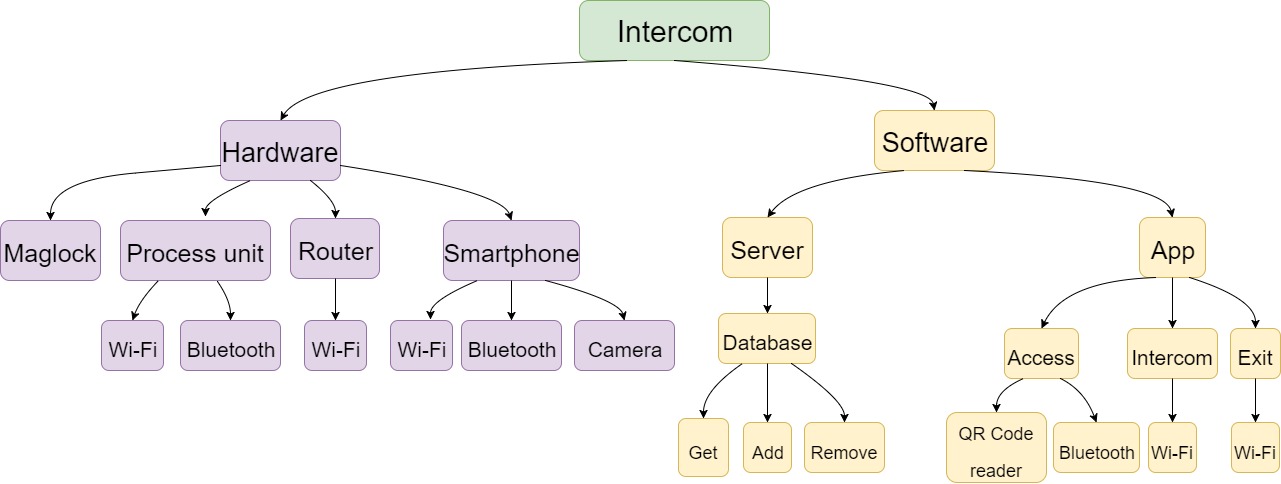 Intercom
Hardware
Software
Maglock
Process unit
Router
Smartphone
Server
App
Wi-Fi
Bluetooth
Wi-Fi
Wi-Fi
Bluetooth
Camera
Database
Access
Intercom
Exit
Get
Add
Remove
QR Code
reader
Bluetooth
Wi-Fi
Wi-Fi